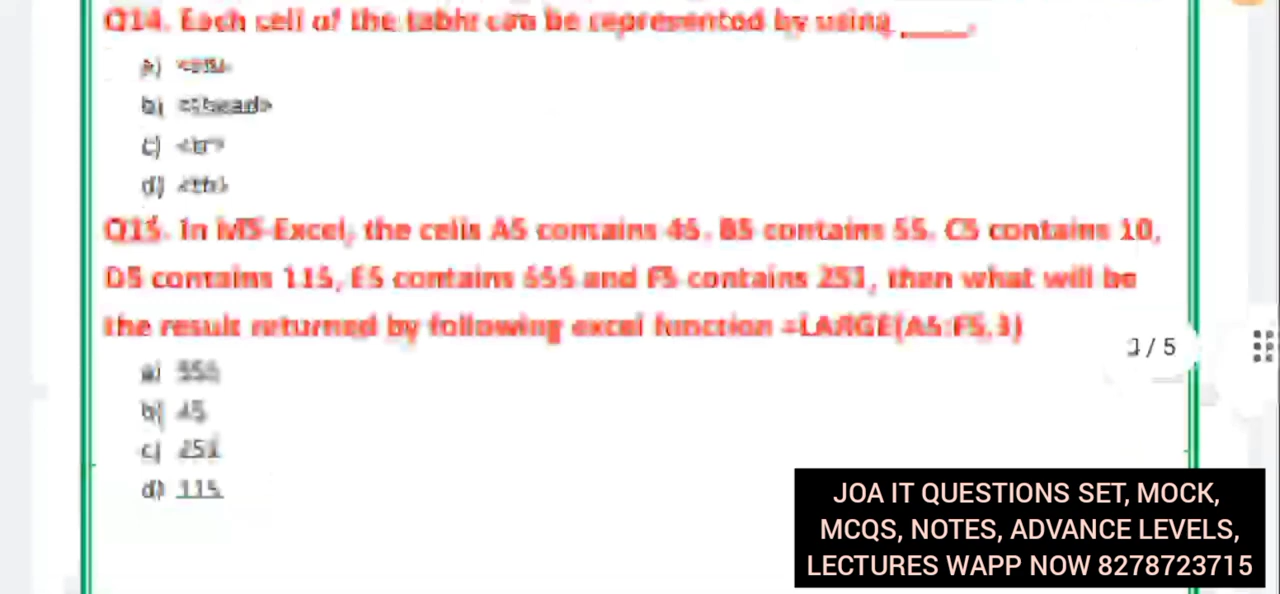 Q14. Each cell of the table can be represented by using ____.
a)
b) <thead>
c) <tr>
d) <th>
Q15. In MS-Excel, the cells A5 contains 45, B5 contains 55, C5 contains 10,
D5 contains 115, E5 contains 555 and F5 contains 251, then what will be
the result returned by following excel function =LARGE(A5:F5,3)
a) 555
b) 45
c) 251
d) 115
3 / 5
JOA IT QUESTIONS SET, MOCK,
MCQS, NOTES, ADVANCE LEVELS,
LECTURES WAPP NOW 8278723715